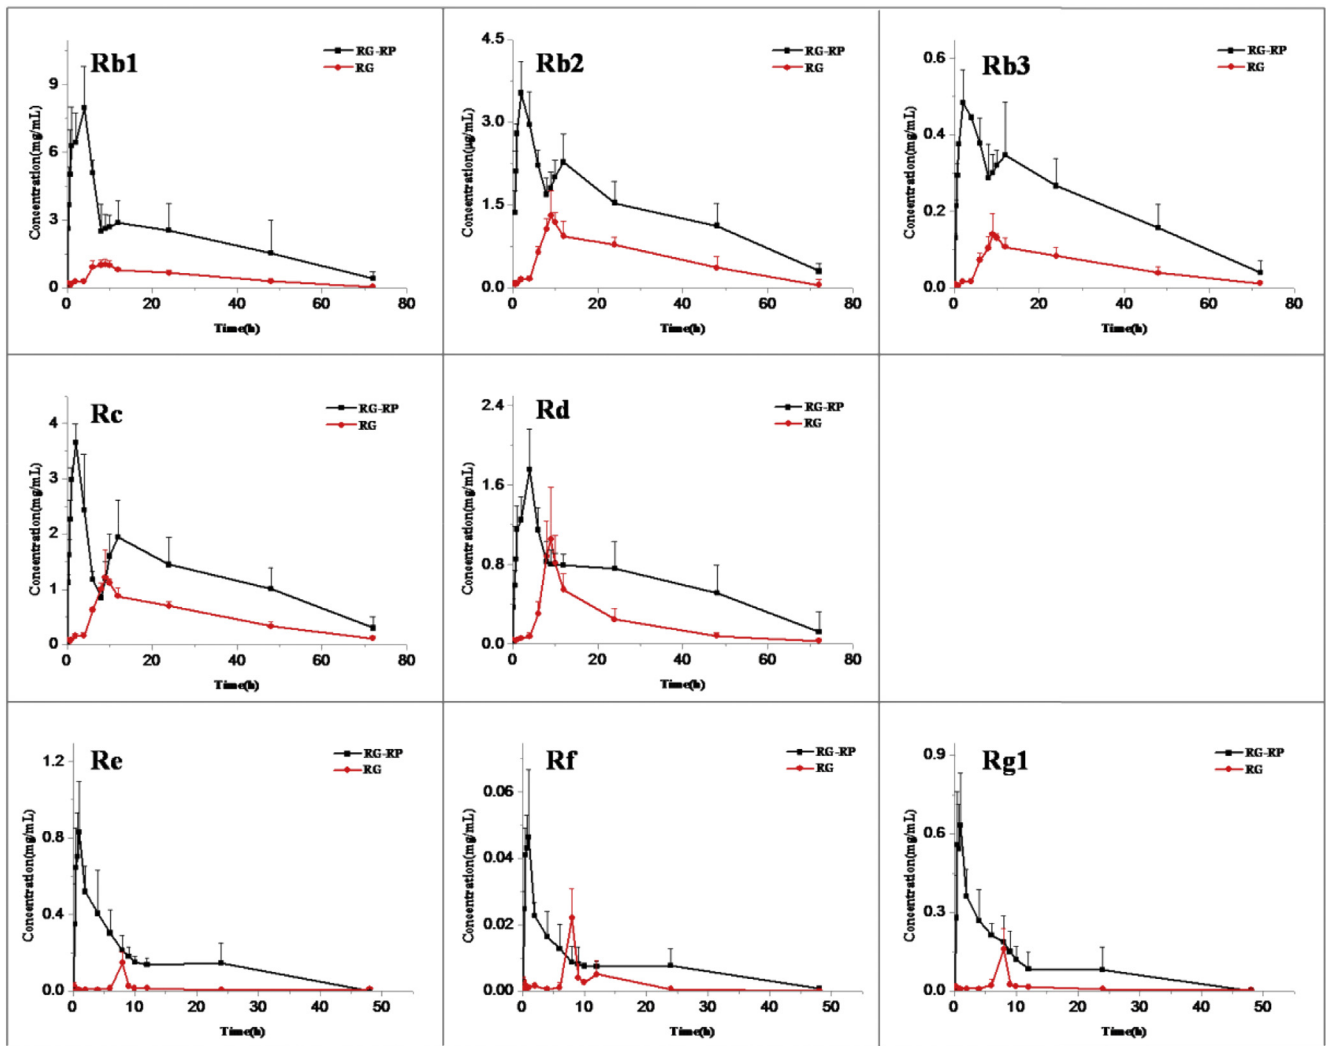 Rb1
RG-RP
RG
Concentration(mg/mL)
9
6
3
0
0 20 40 60 80
Time(h)
Rb2
RG-RP
RG
Concentration(μg/mL)
4.5
3.0
1.5
0.0
0 20 40 60 80
Time(h)
Rb3
RG-RP
RG
Concentration(mg/mL)
0.6
0.4
0.2
0.0
0 20 40 60 80
Time(h)
Rc
RG-RP
RG
Concentration(mg/mL)
4
3
2
1
0
0 20 40 60 80
Time(h)
Rd
RG-RP
RG
Concentration(mg/mL)
2.4
1.6
0.8
0.0
0 20 40 60 80
Time(h)
Re
RG-RP
RG
Concentration(mg/mL)
1.2
0.8
0.4
0.0
0 10 20 30 40 50
Time(h)
Rf
RG-RP
RG
Concentration(mg/mL)
0.06
0.04
0.02
0.00
0 10 20 30 40 50
Time(h)
Rg1
RG-RP
RG
Concentration(mg/mL)
0.9
0.6
0.3
0.0
0 10 20 30 40 50
Time(h)